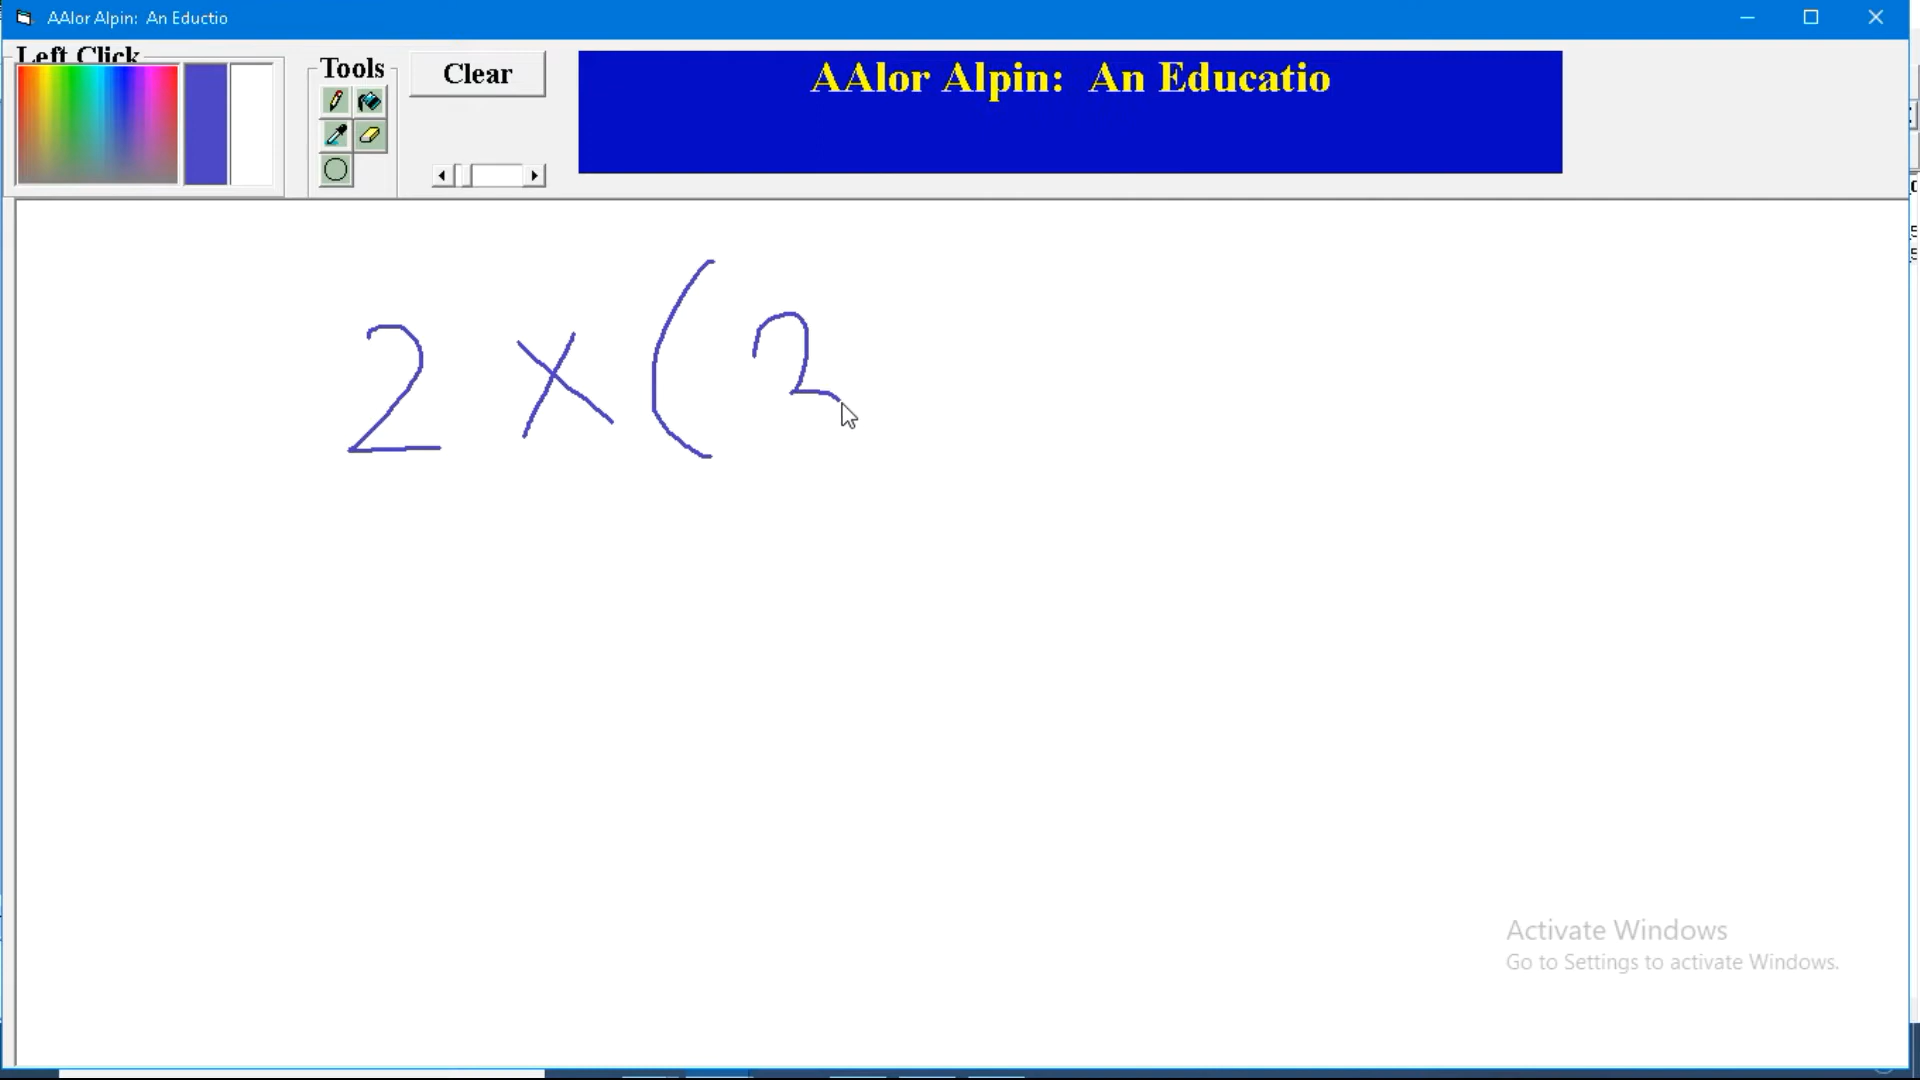 AAlor Alpin: An Eductio
Left Click
Tools
Clear
AAlor Alpin: An Educatio
2 × (
Activate Windows
Go to Settings to activate Windows.